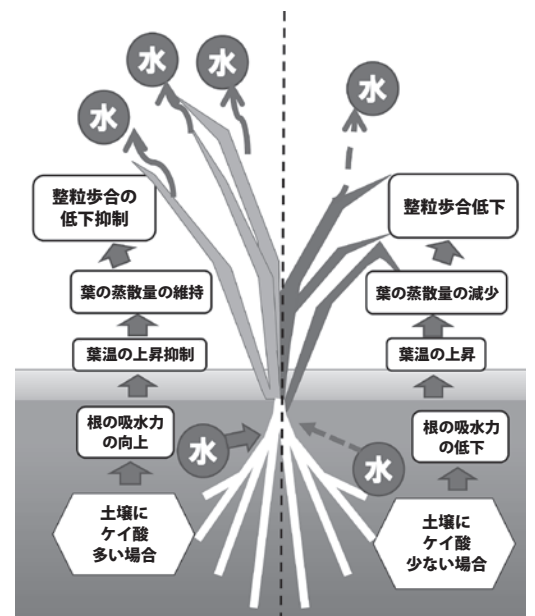 水
水
水
水
整粒歩合の
低下抑制
整粒歩合低下
葉の蒸散量の維持
葉の蒸散量の減少
葉温の上昇抑制
葉温の上昇
根の吸水力
の向上
水
根の吸水力
の低下
水
土壌に
ケイ酸
多い場合
土壌に
ケイ酸
少ない場合